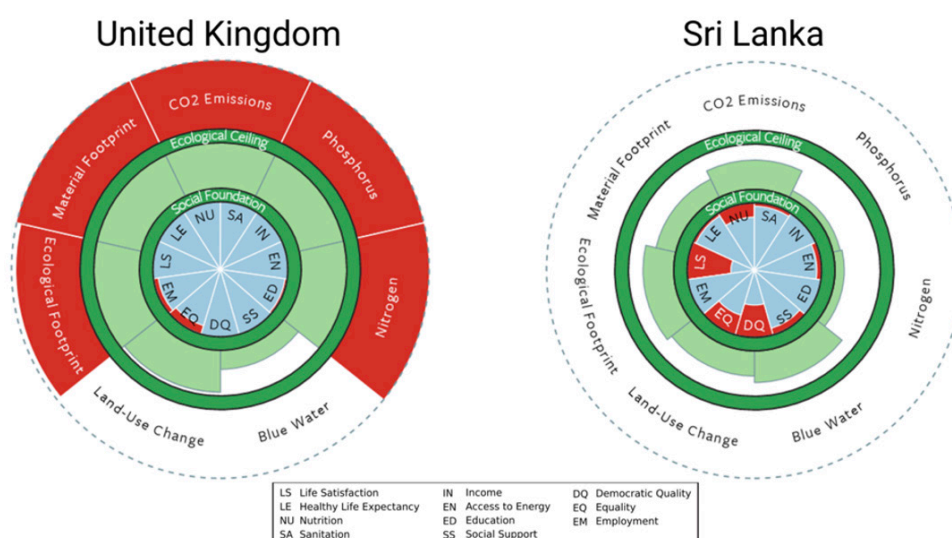 United Kingdom
CO2 Emissions
Phosphorus
Nitrogen
Blue Water
Land-Use Change
Ecological Footprint
Material Footprint
Ecological Ceiling
Social Foundation
SA
IN
EN
ED
SS
DQ
EQ
EM
LS
LE
NU
Sri Lanka
CO2 Emissions
Phosphorus
Nitrogen
Blue Water
Land-Use Change
Ecological Footprint
Material Footprint
Ecological Ceiling
Social Foundation
SA
IN
EN
ED
SS
DQ
EQ
EM
LS
LE
NU
LS Life Satisfaction
LE Healthy Life Expectancy
NU Nutrition
SA Sanitation
IN Income
EN Access to Energy
ED Education
SS Social Support
DQ Democratic Quality
EQ Equality
EM Employment